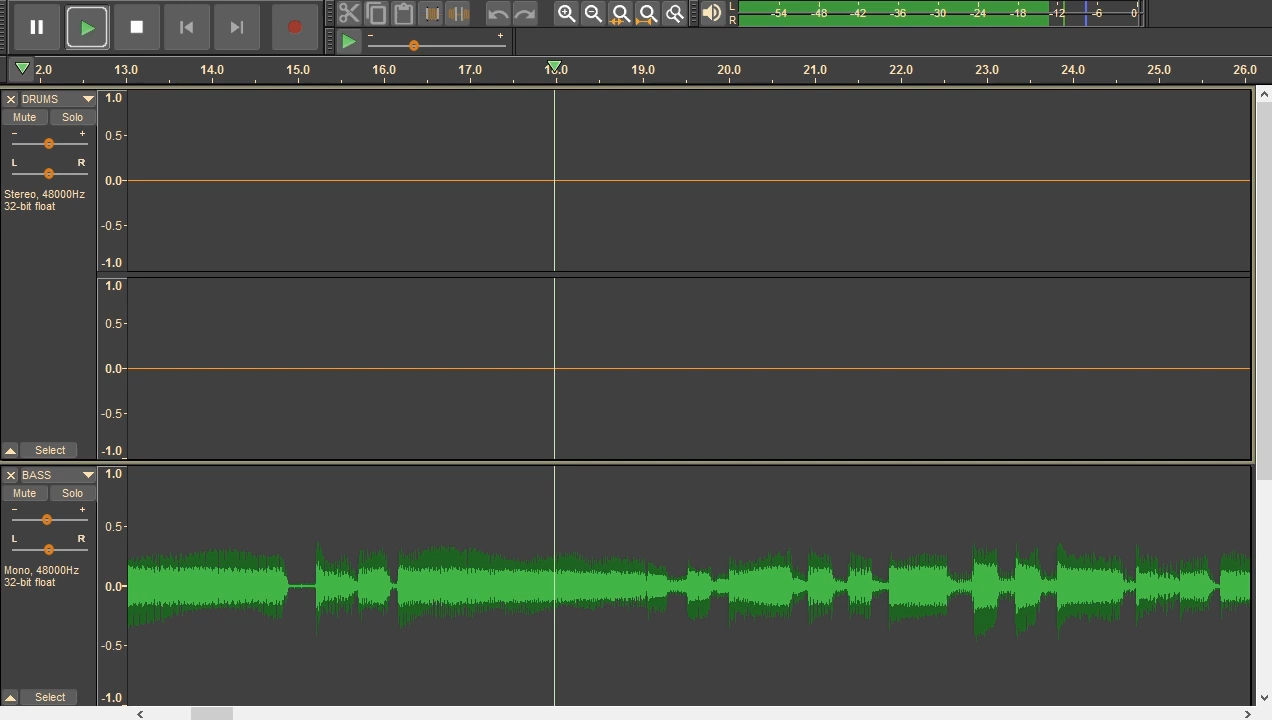 L -54 -48 -42 -36 -30 -24 -18 -12 -6 0
R
- +
2.0 13.0 14.0 15.0 16.0 17.0 18.0 19.0 20.0 21.0 22.0 23.0 24.0 25.0 26.0
DRUMS
Mute Solo
- +
L R
Stereo, 48000Hz
32-bit float
Select
1.0
0.5
0.0
-0.5
-1.0
1.0
0.5
0.0
-0.5
-1.0
BASS
Mute Solo
- +
L R
Mono, 48000Hz
32-bit float
Select
1.0
0.5
0.0
-0.5
-1.0